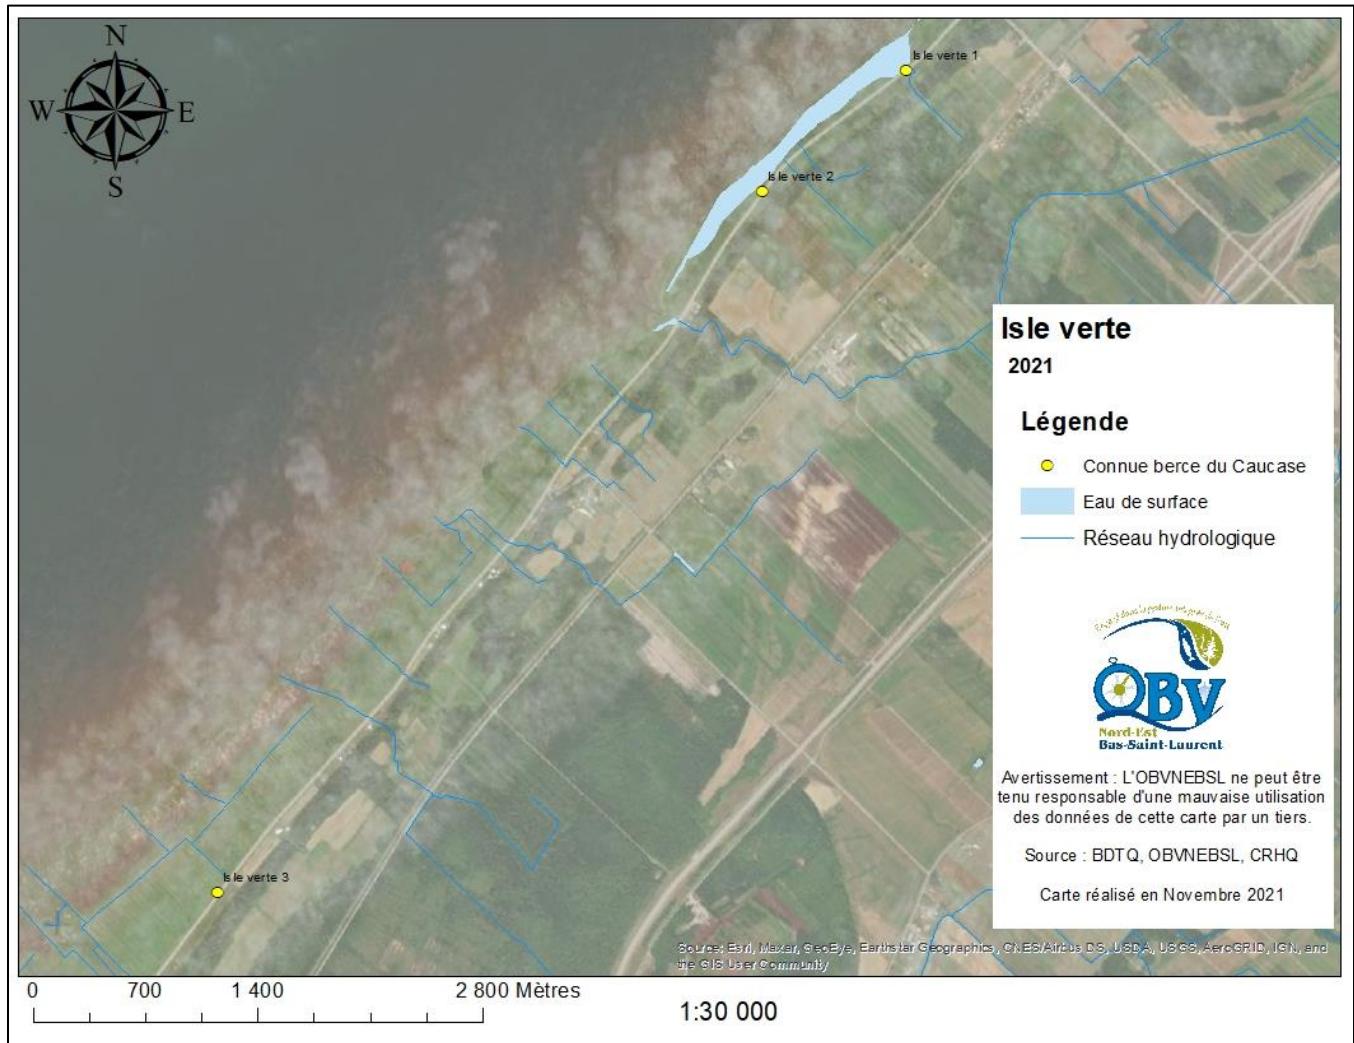 N
W
E
S
Isle verte 1
Isle verte 2
Isle verte 3
Isle verte
2021
Légende
Connue berce du Caucase
Eau de surface
Réseau hydrologique
OBV
Nord-Est
Bas-Saint-Laurent
Avertissement : L'OBVNEBSL ne peut être
tenu responsable d'une mauvaise utilisation
des données de cette carte par un tiers.
Source : BDTQ, OBVNEBSL, CRHQ
Carte réalisé en Novembre 2021
Source: Esri, Maxar, GeoEye, Earthstar Geographics, CNES/Airbus DS, USDA, USGS, AeroGRID, IGN, and
the GIS User Community
0 700 1 400 2 800 Mètres
1:30 000